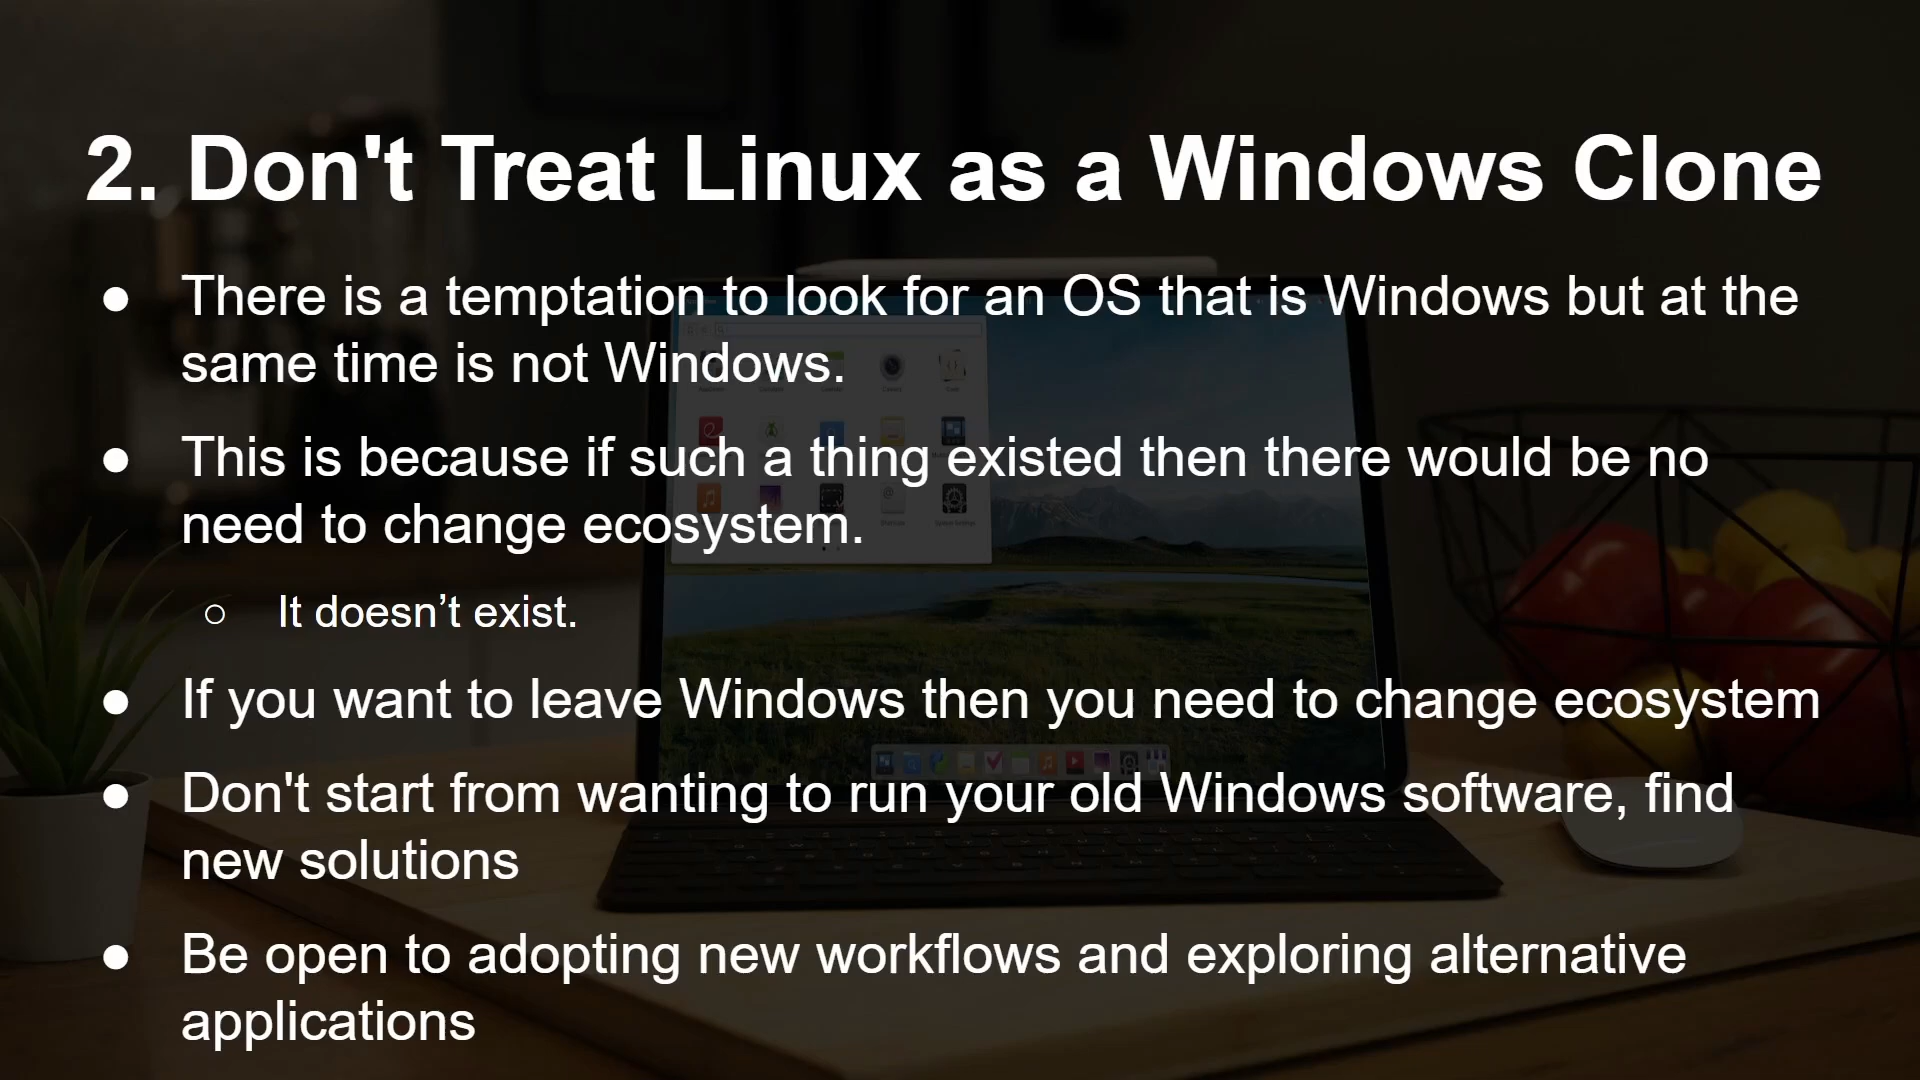 2. Don't Treat Linux as a Windows Clone
● There is a temptation to look for an OS that is Windows but at the
same time is not Windows.
● This is because if such a thing existed then there would be no
need to change ecosystem.
○ It doesn’t exist.
● If you want to leave Windows then you need to change ecosystem
● Don't start from wanting to run your old Windows software, find
new solutions
● Be open to adopting new workflows and exploring alternative
applications